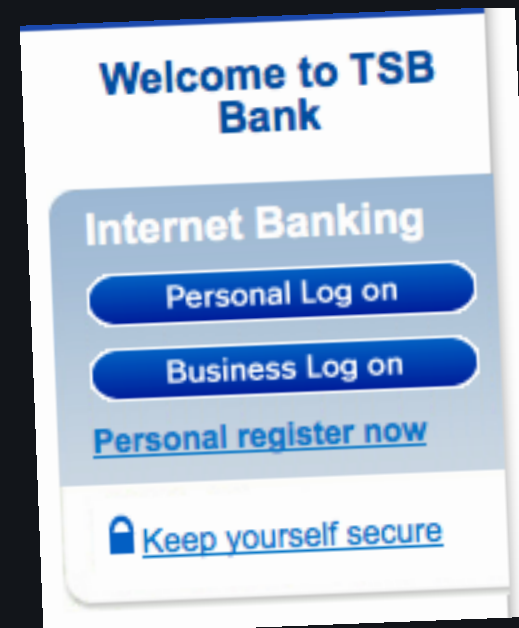 Welcome to TSB
Bank
Internet Banking
Personal Log on
Business Log on
Personal register now
Keep yourself secure